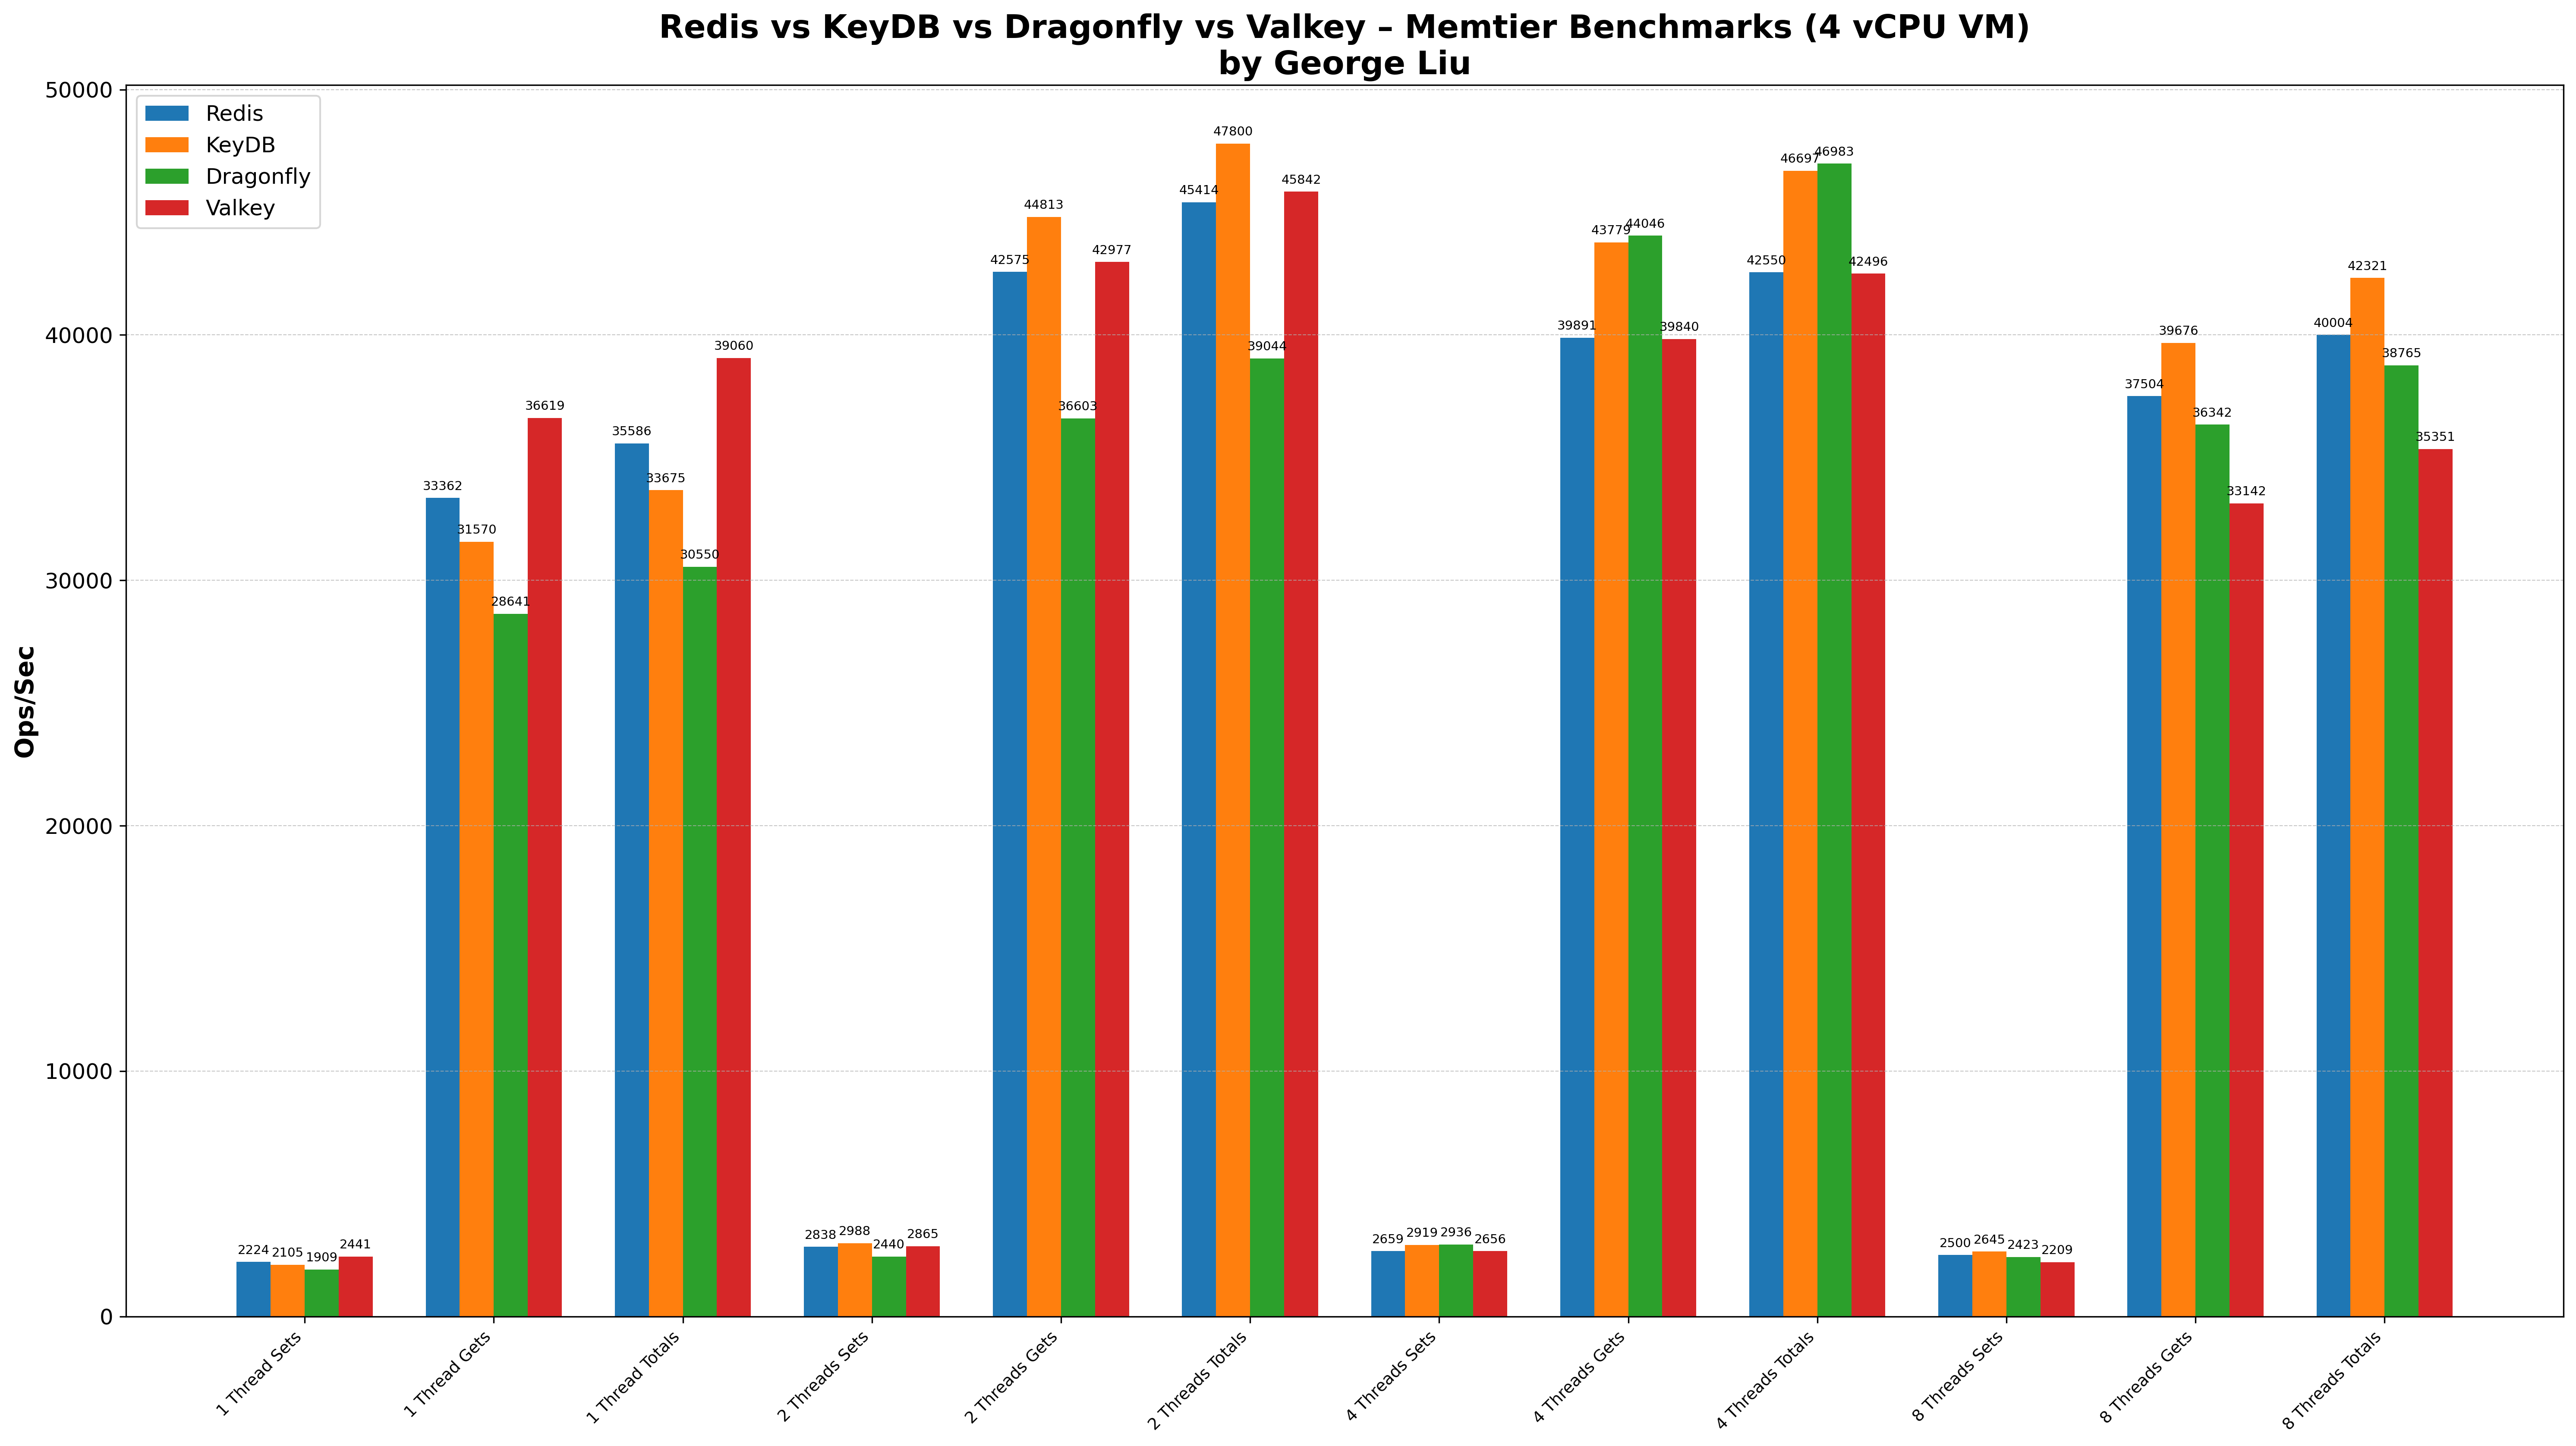 Redis vs KeyDB vs Dragonfly vs Valkey – Memtier Benchmarks (4 vCPU VM)
by George Liu
Redis
KeyDB
Dragonfly
Valkey
Ops/Sec
50000
40000
30000
20000
10000
0
2224
2105
1909
2441
33362
31570
28641
36619
35586
33675
30550
39060
2838
2988
2440
2865
42575
44813
36603
42977
45414
47800
39044
45842
2659
2919
2936
2656
39891
43779
44046
39840
42550
46697
46983
42496
2500
2645
2423
2209
37504
39676
36342
33142
40004
42321
38765
35351
1 Thread Sets
1 Thread Gets
1 Thread Totals
2 Threads Sets
2 Threads Gets
2 Threads Totals
4 Threads Sets
4 Threads Gets
4 Threads Totals
8 Threads Sets
8 Threads Gets
8 Threads Totals